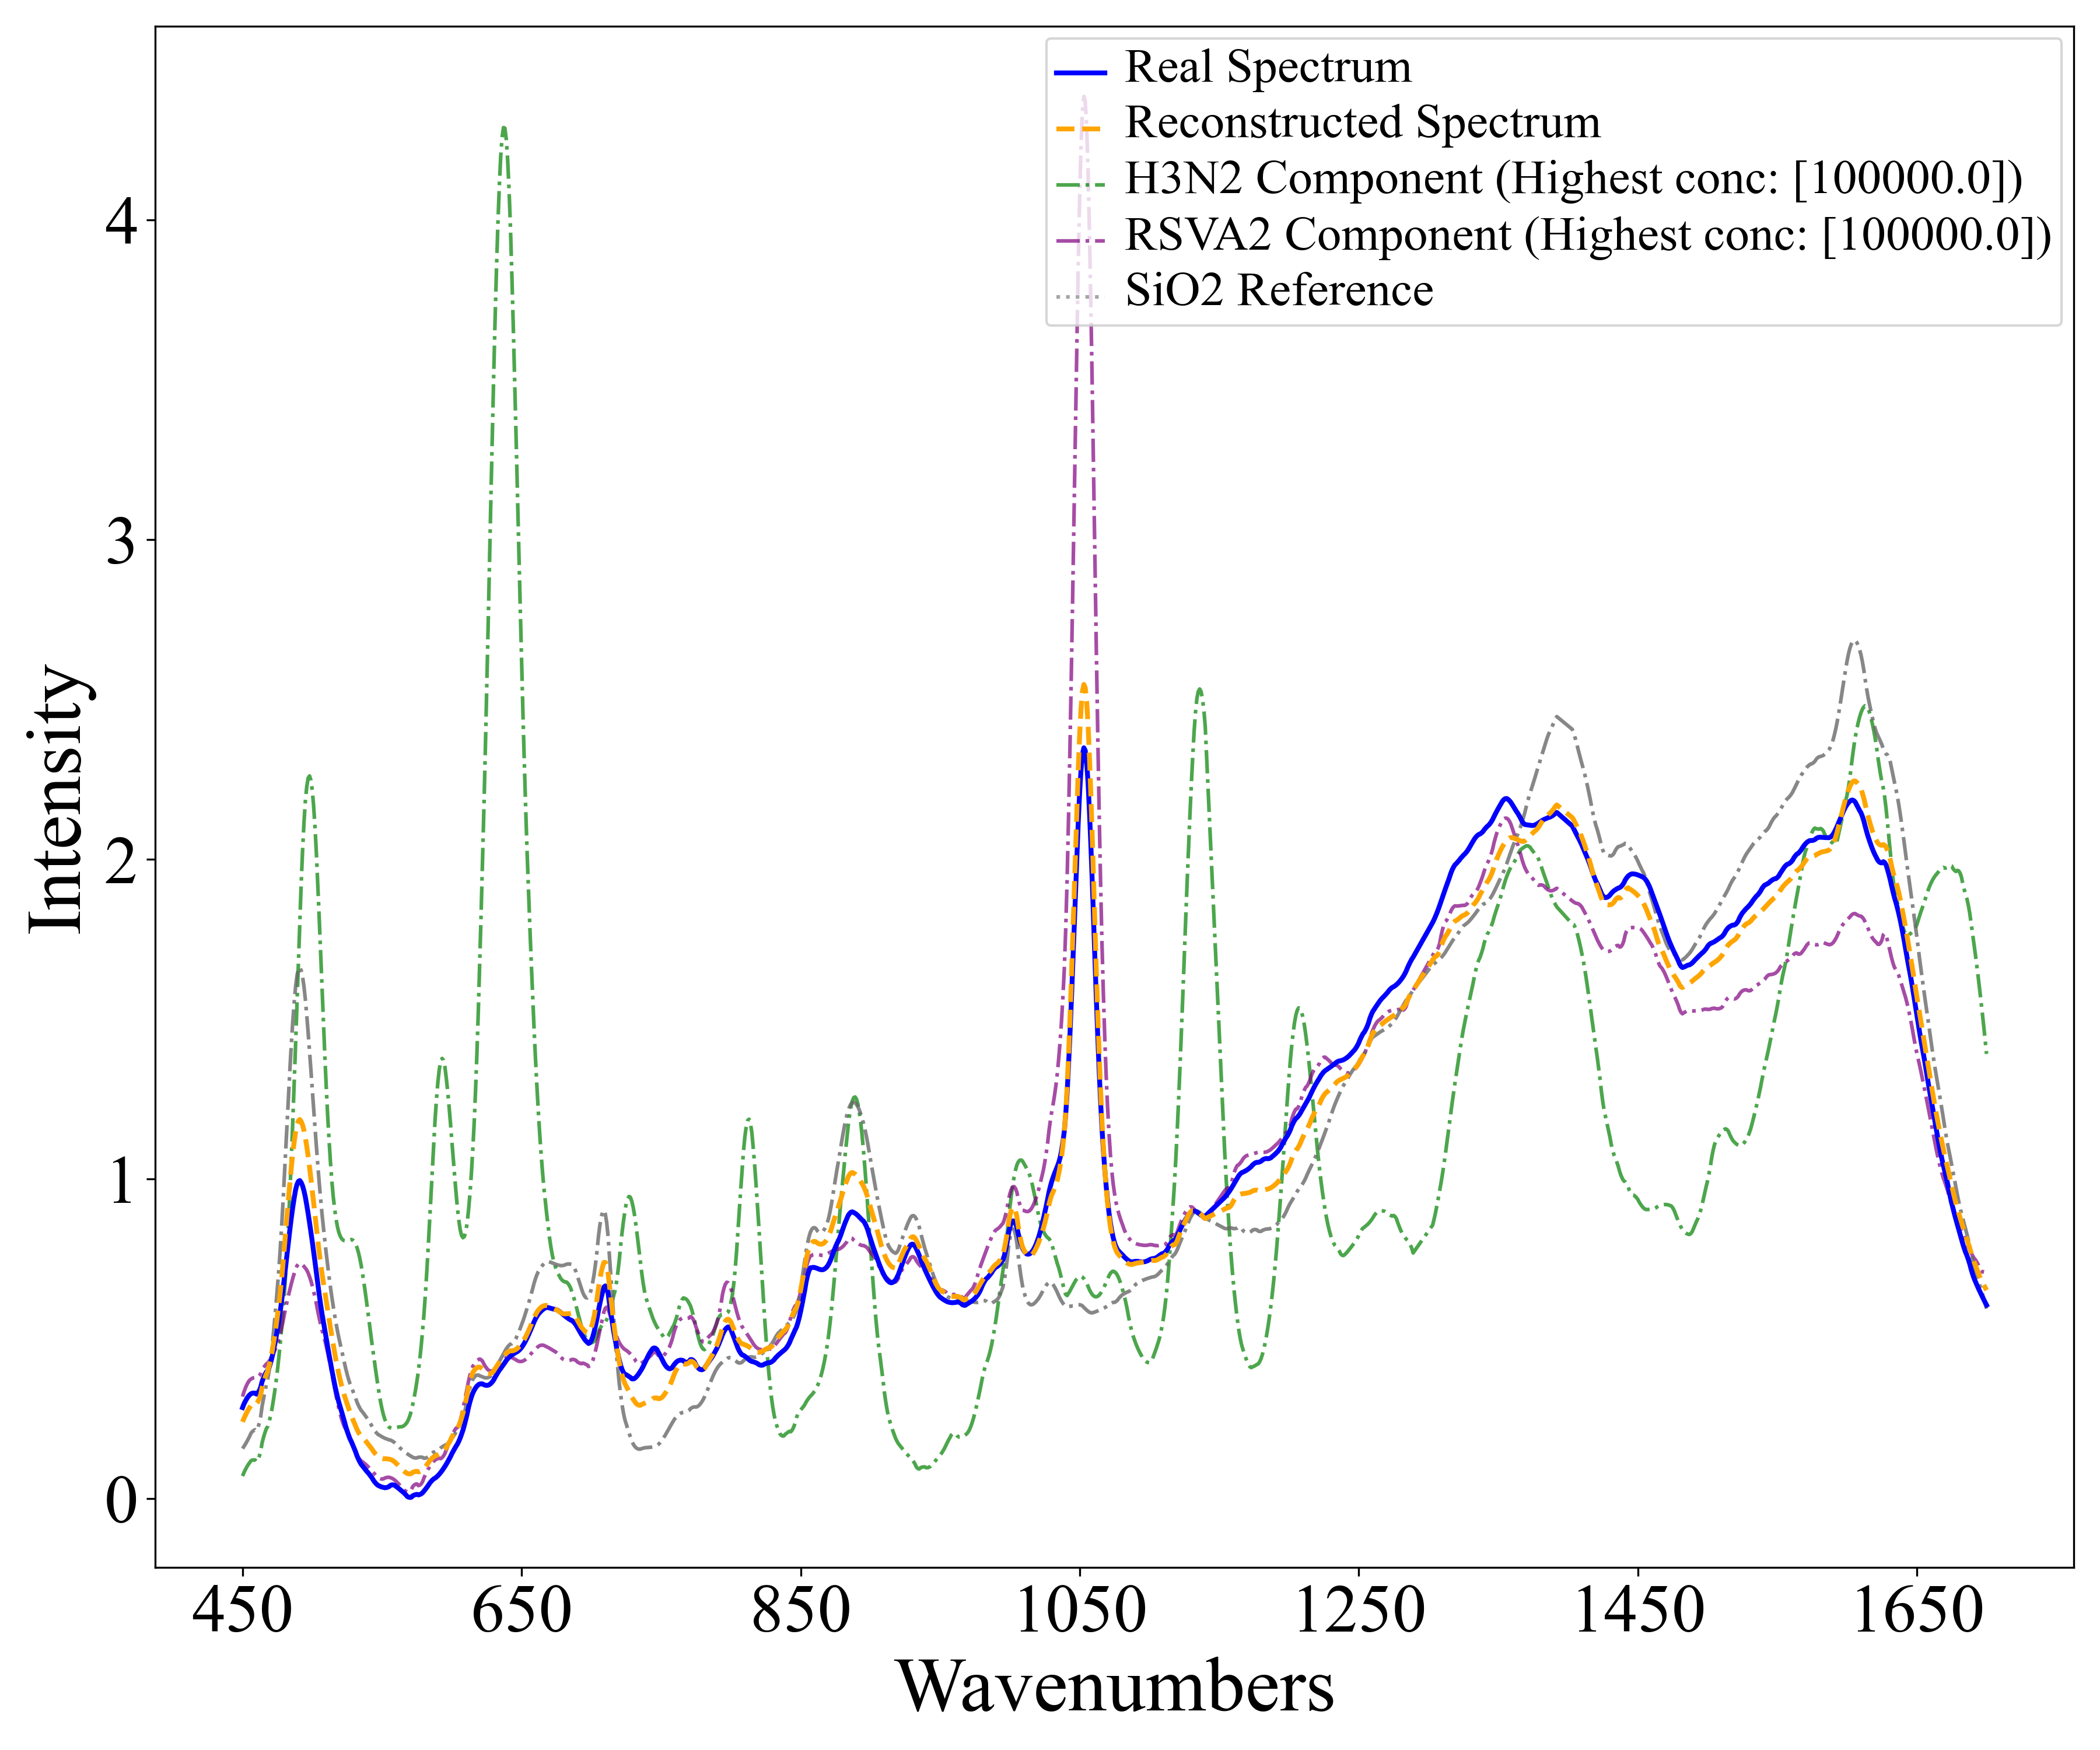 Real Spectrum
Reconstructed Spectrum
H3N2 Component (Highest conc: [100000.0])
RSVA2 Component (Highest conc: [100000.0])
SiO2 Reference
Intensity
4
3
2
1
0
450 650 850 1050 1250 1450 1650
Wavenumbers